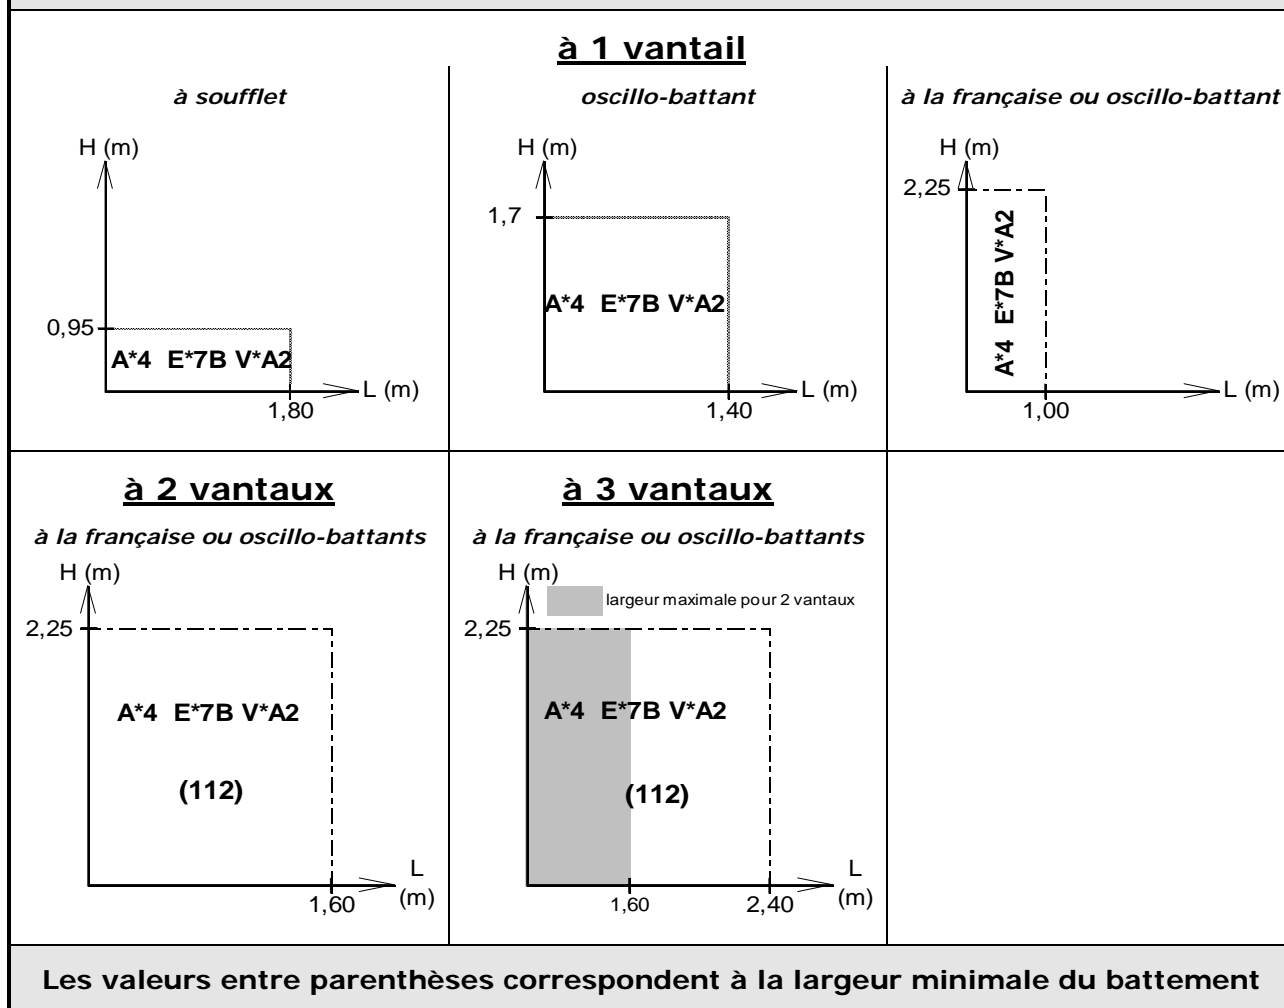 à 1 vantail
à soufflet
H (m)
0,95
A*4 E*7B V*A2
L (m)
1,80
oscillo-battant
H (m)
1,7
A*4 E*7B V*A2
L (m)
1,40
à la française ou oscillo-battant
H (m)
2,25
A*4 E*7B V*A2
L (m)
1,00
à 2 vantaux
à la française ou oscillo-battants
H (m)
2,25
A*4 E*7B V*A2
(112)
L
(m)
1,60
à 3 vantaux
à la française ou oscillo-battants
H (m)
largeur maximale pour 2 vantaux
2,25
A*4 E*7B V*A2
(112)
L
(m)
1,60
2,40
Les valeurs entre parenthèses correspondent à la largeur minimale du battement